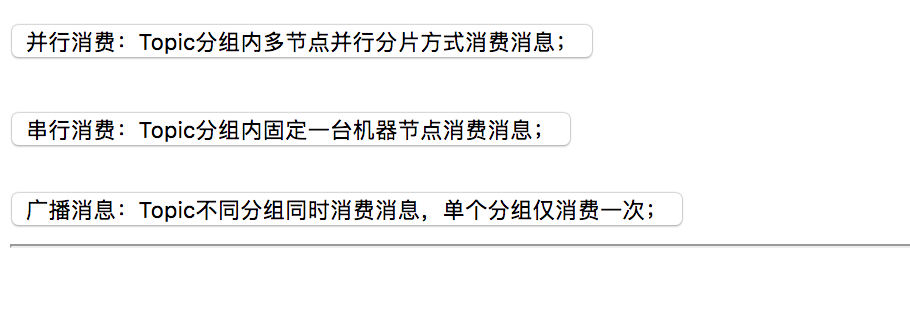 并行消费：Topic分组内多节点并行分片方式消费消息；
串行消费：Topic分组内固定一台机器节点消费消息；
广播消息：Topic不同分组同时消费消息，单个分组仅消费一次；